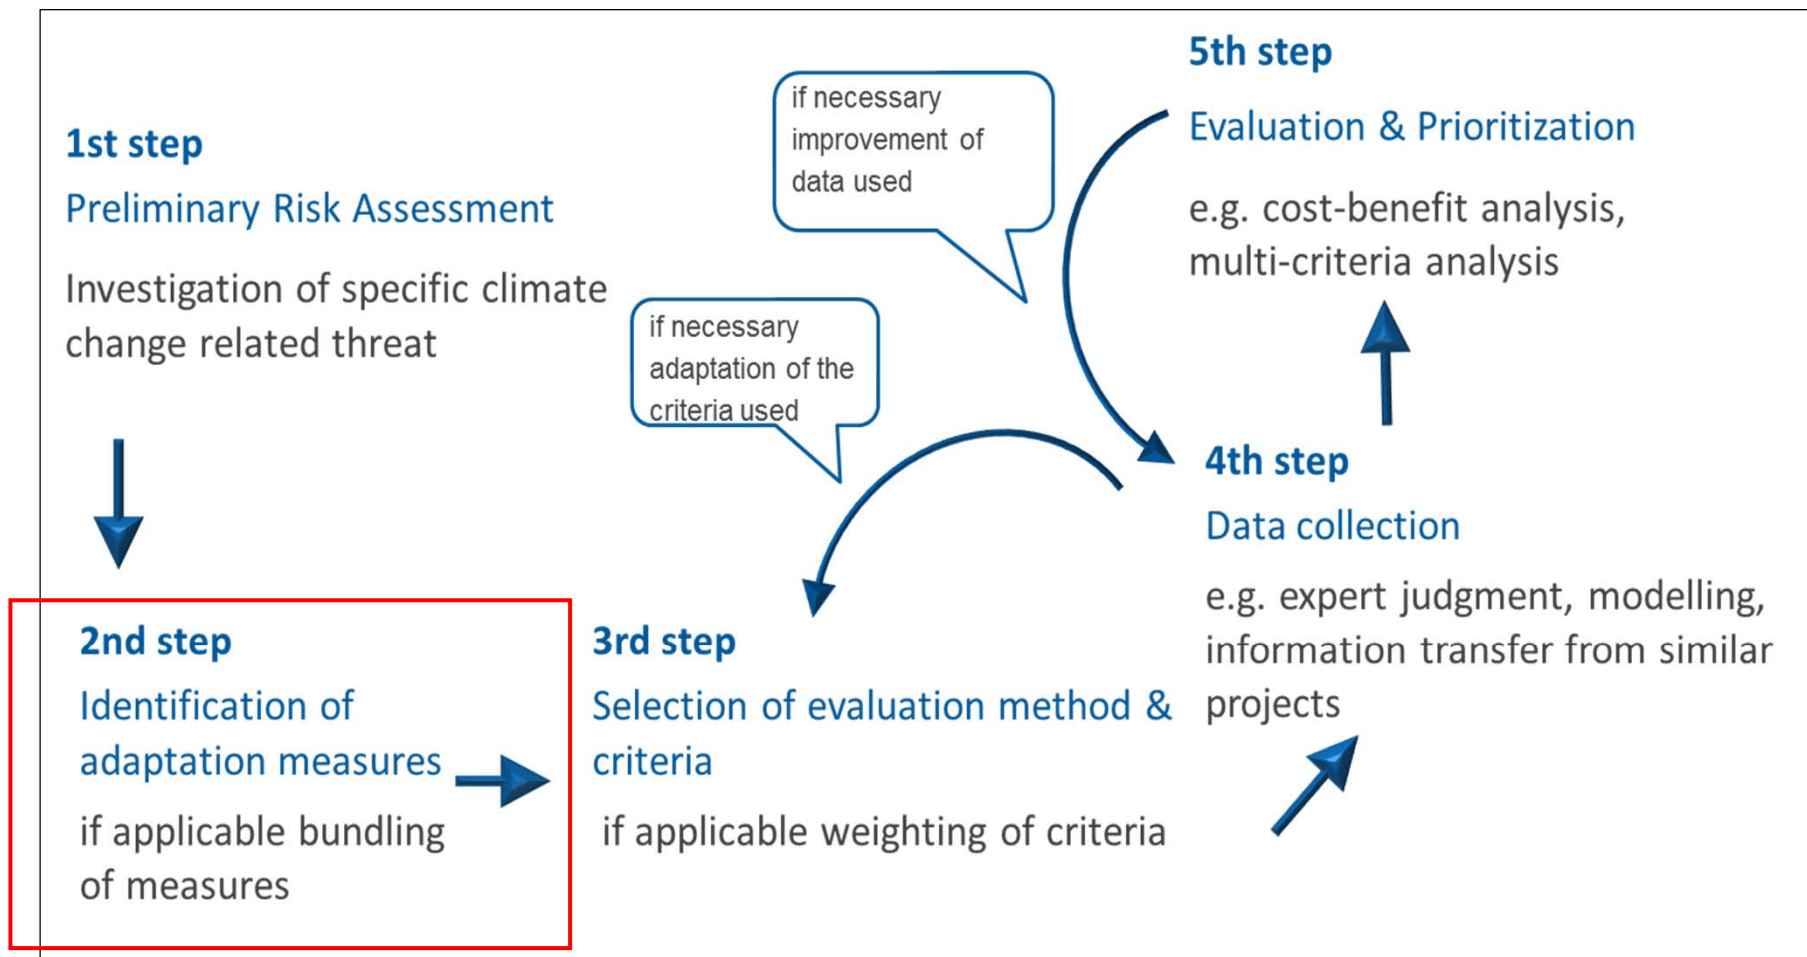 1st step
Preliminary Risk Assessment
Investigation of specific climate
change related threat
2nd step
Identification of
adaptation measures
if applicable bundling
of measures
3rd step
Selection of evaluation method &
criteria
if applicable weighting of criteria
if necessary
adaptation of the
criteria used
4th step
Data collection
e.g. expert judgment, modelling,
information transfer from similar
projects
if necessary
improvement of
data used
5th step
Evaluation & Prioritization
e.g. cost-benefit analysis,
multi-criteria analysis